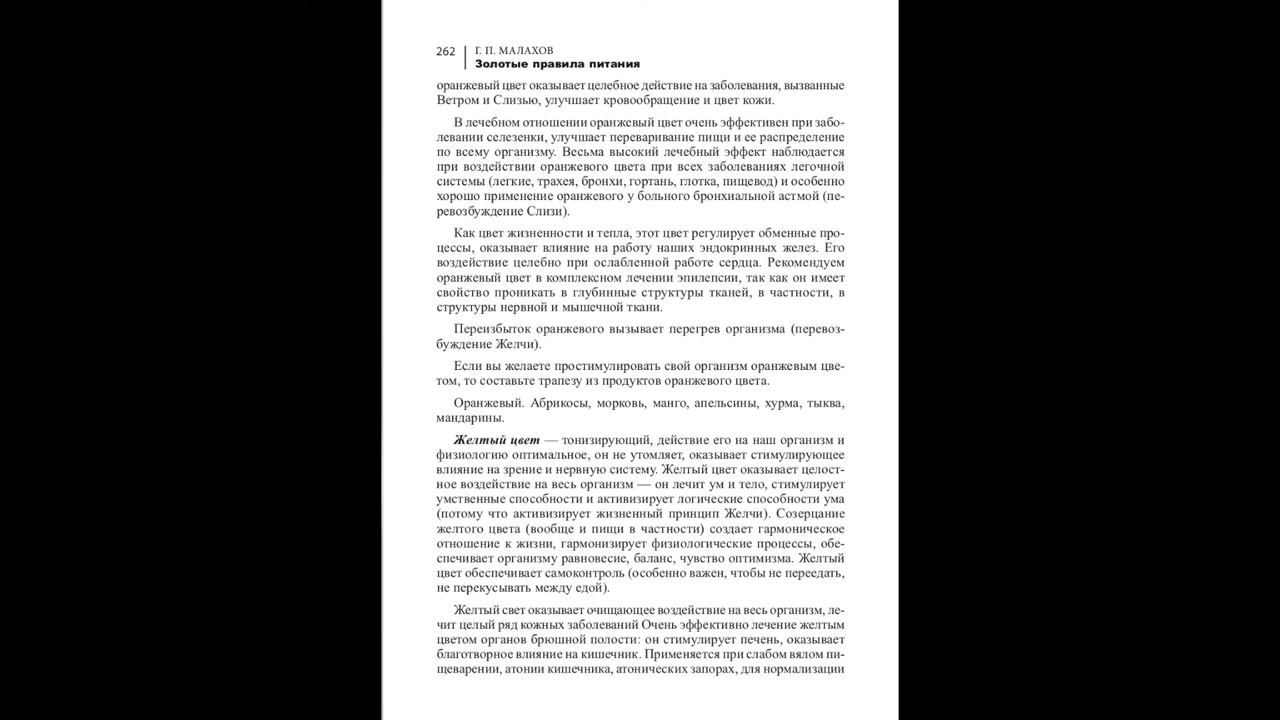 262
Г. П. МАЛАХОВ
Золотые правила питания
оранжевый цвет оказывает целебное действие на заболевания, вызванные
Ветром и Слизью, улучшает кровообращение и цвет кожи.
В лечебном отношении оранжевый цвет очень эффективен при забо-
левании селезенки, улучшает переваривание пищи и ее распределение
по всему организму. Весьма высокий лечебный эффект наблюдается
при воздействии оранжевого цвета при всех заболеваниях легочной
системы (легкие, трахея, бронхи, гортань, глотка, пищевод) и особенно
хорошо применение оранжевого у больного бронхиальной астмой (пе-
ревозбуждение Слизи).
Как цвет жизненности и тепла, этот цвет регулирует обменные про-
цессы, оказывает влияние на работу наших эндокринных желез. Его
воздействие целебно при ослабленной работе сердца. Рекомендуем
оранжевый цвет в комплексном лечении эпилепсии, так как он имеет
свойство проникать в глубинные структуры тканей, в частности, в
структуры нервной и мышечной ткани.
Переизбыток оранжевого вызывает перегрев организма (перевоз-
буждение Желчи).
Если вы желаете простимулировать свой организм оранжевым цве-
том, то составьте трапезу из продуктов оранжевого цвета.
Оранжевый. Абрикосы, морковь, манго, апельсины, хурма, тыква,
мандарины.
Желтый цвет — тонизирующий, действие его на наш организм и
физиологию оптимальное, он не утомляет, оказывает стимулирующее
влияние на зрение и нервную систему. Желтый цвет оказывает целост-
ное воздействие на весь организм — он лечит ум и тело, стимулирует
умственные способности и активизирует логические способности ума
(потому что активизирует жизненный принцип Желчи). Созерцание
желтого цвета (вообще и пищи в частности) создает гармоническое
отношение к жизни, гармонизирует физиологические процессы, обе-
спечивает организму равновесие, баланс, чувство оптимизма. Желтый
цвет обеспечивает самоконтроль (особенно важен, чтобы не переедать,
не перекусывать между едой).
Желтый свет оказывает очищающее воздействие на весь организм, ле-
чит целый ряд кожных заболеваний Очень эффективно лечение желтым
цветом органов брюшной полости: он стимулирует печень, оказывает
благотворное влияние на кишечник. Применяется при слабом вялом пи-
щеварении, атонии кишечника, атонических запорах, для нормализации